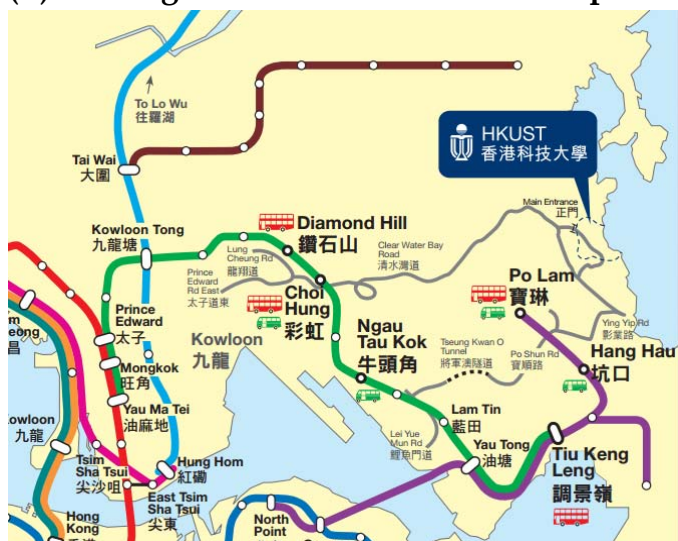 To Lo Wu
往羅湖
HKUST
香港科技大學
Tai Wai
大圍
Main Entrance
正門
Kowloon Tong
九龍塘
Diamond Hill
鑽石山
Lung
Cheung Rd
龍翔道
Clear Water Bay
Road
清水灣道
Prince
Edward
Rd East
太子道東
Po Lam
寶琳
Choi
Hung
彩虹
Prince
Edward
太子
Kowloon
九龍
Ngau
Tau Kok
牛頭角
Tseung Kwan O
Tunnel
將軍澳隧道
Po Shun Rd
寶順路
Ying Yip Rd
影業路
Hang Hau
坑口
Mongkok
旺角
Yau Ma Tei
油麻地
Lam Tin
藍田
Lei Yue
Mun Rd
鯉魚門道
Yau Tong
油塘
Tiu Keng
Leng
調景嶺
九龍
Tsim
Sha Tsui
尖沙咀
Hung Hom
紅磡
East Tsim
Sha Tsui
尖東
Hong
Kong
North
Point